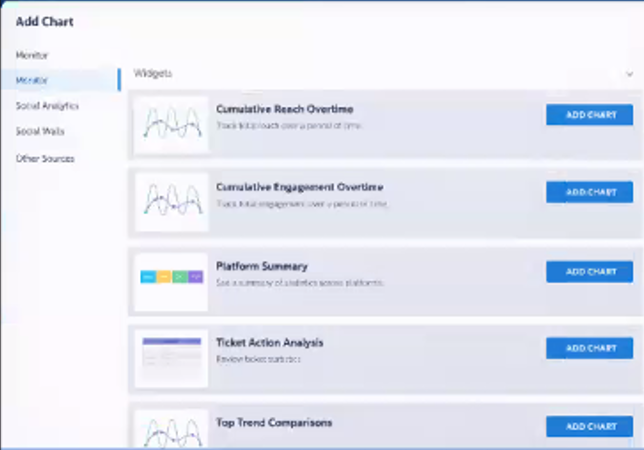 Add Chart
Monitor
Monitor
Social Analytics
Social Walls
Other Sources
Widgets
Cumulative Reach Overtime
Track total reach over a period of time.
ADD CHART
Cumulative Engagement Overtime
Track total engagement over a period of time.
ADD CHART
Platform Summary
See a summary of statistics across platforms.
ADD CHART
Ticket Action Analysis
Review ticket statistics
ADD CHART
Top Trend Comparisons
ADD CHART